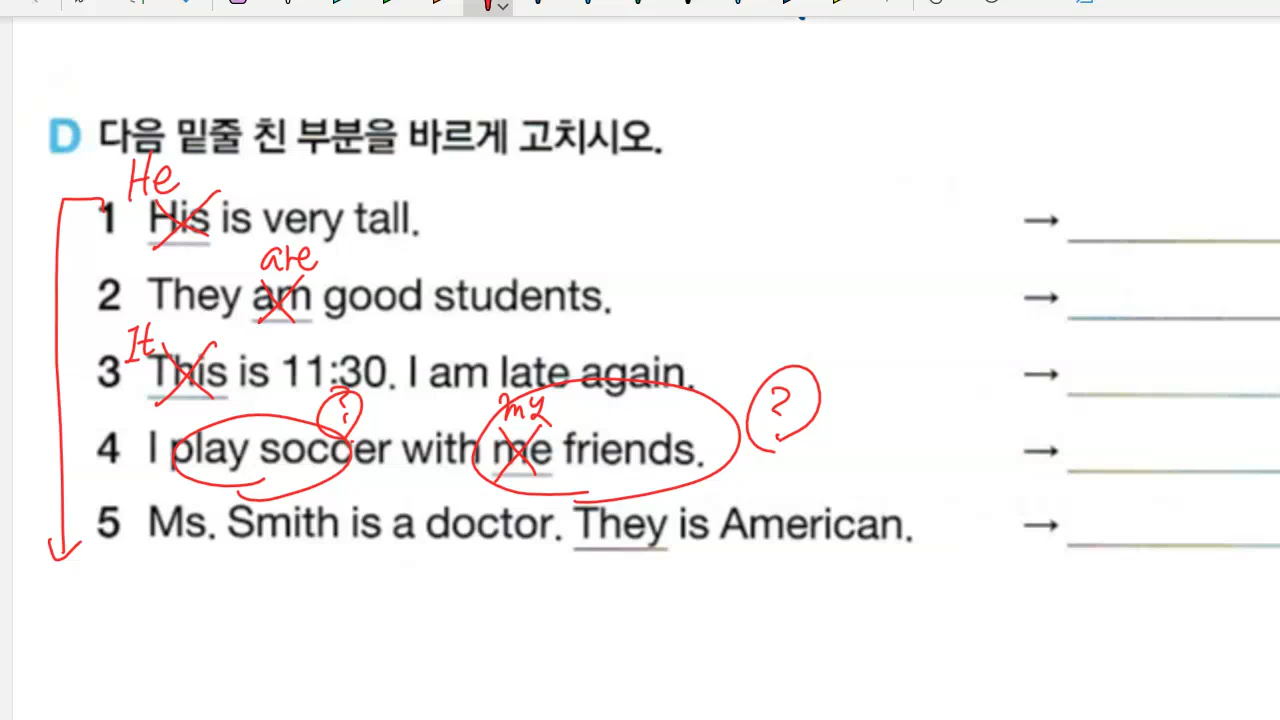 D 다음 밑줄 친 부분을 바르게 고치시오.
He
1 His is very tall. →
are
2 They am good students. →
It
3 This is 11:30. I am late again. →
? my ?
4 I play soccer with me friends. →
5 Ms. Smith is a doctor. They is American. →